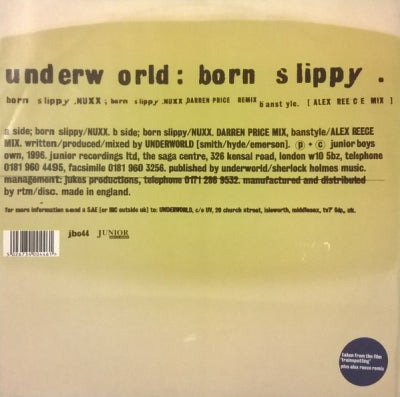 underw orld: born slippy .
born slippy .NUXX ; born slippy .NUXX DARREN PRICE REMIX banst yle. [ ALEX REECE MIX ]
a side; born slippy/NUXX. b side; born slippy/NUXX. DARREN PRICE MIX, banstyle/ALEX REECE
MIX. written/produced/mixed by UNDERWORLD [smith/hyde/emerson]. (p) + (c) junior boys
own, 1996. junior recordings ltd, the saga centre, 326 kensal road, london w10 5bz, telephone
0181 960 4495, facsimile 0181 960 3256. published by underworld/sherlock holmes music.
management: jukes productions, telephone 0171 286 9532. manufactured and distributed
by rtm/disc. made in england.
for more information send a SAE [or IRC outside uk] to: UNDERWORLD, c/o UV, 20 church street, isleworth, middlesex, tw7 6dp, uk.
jbo44 JUNIOR
taken from the film
'trainspotting'
plus alex reece remix